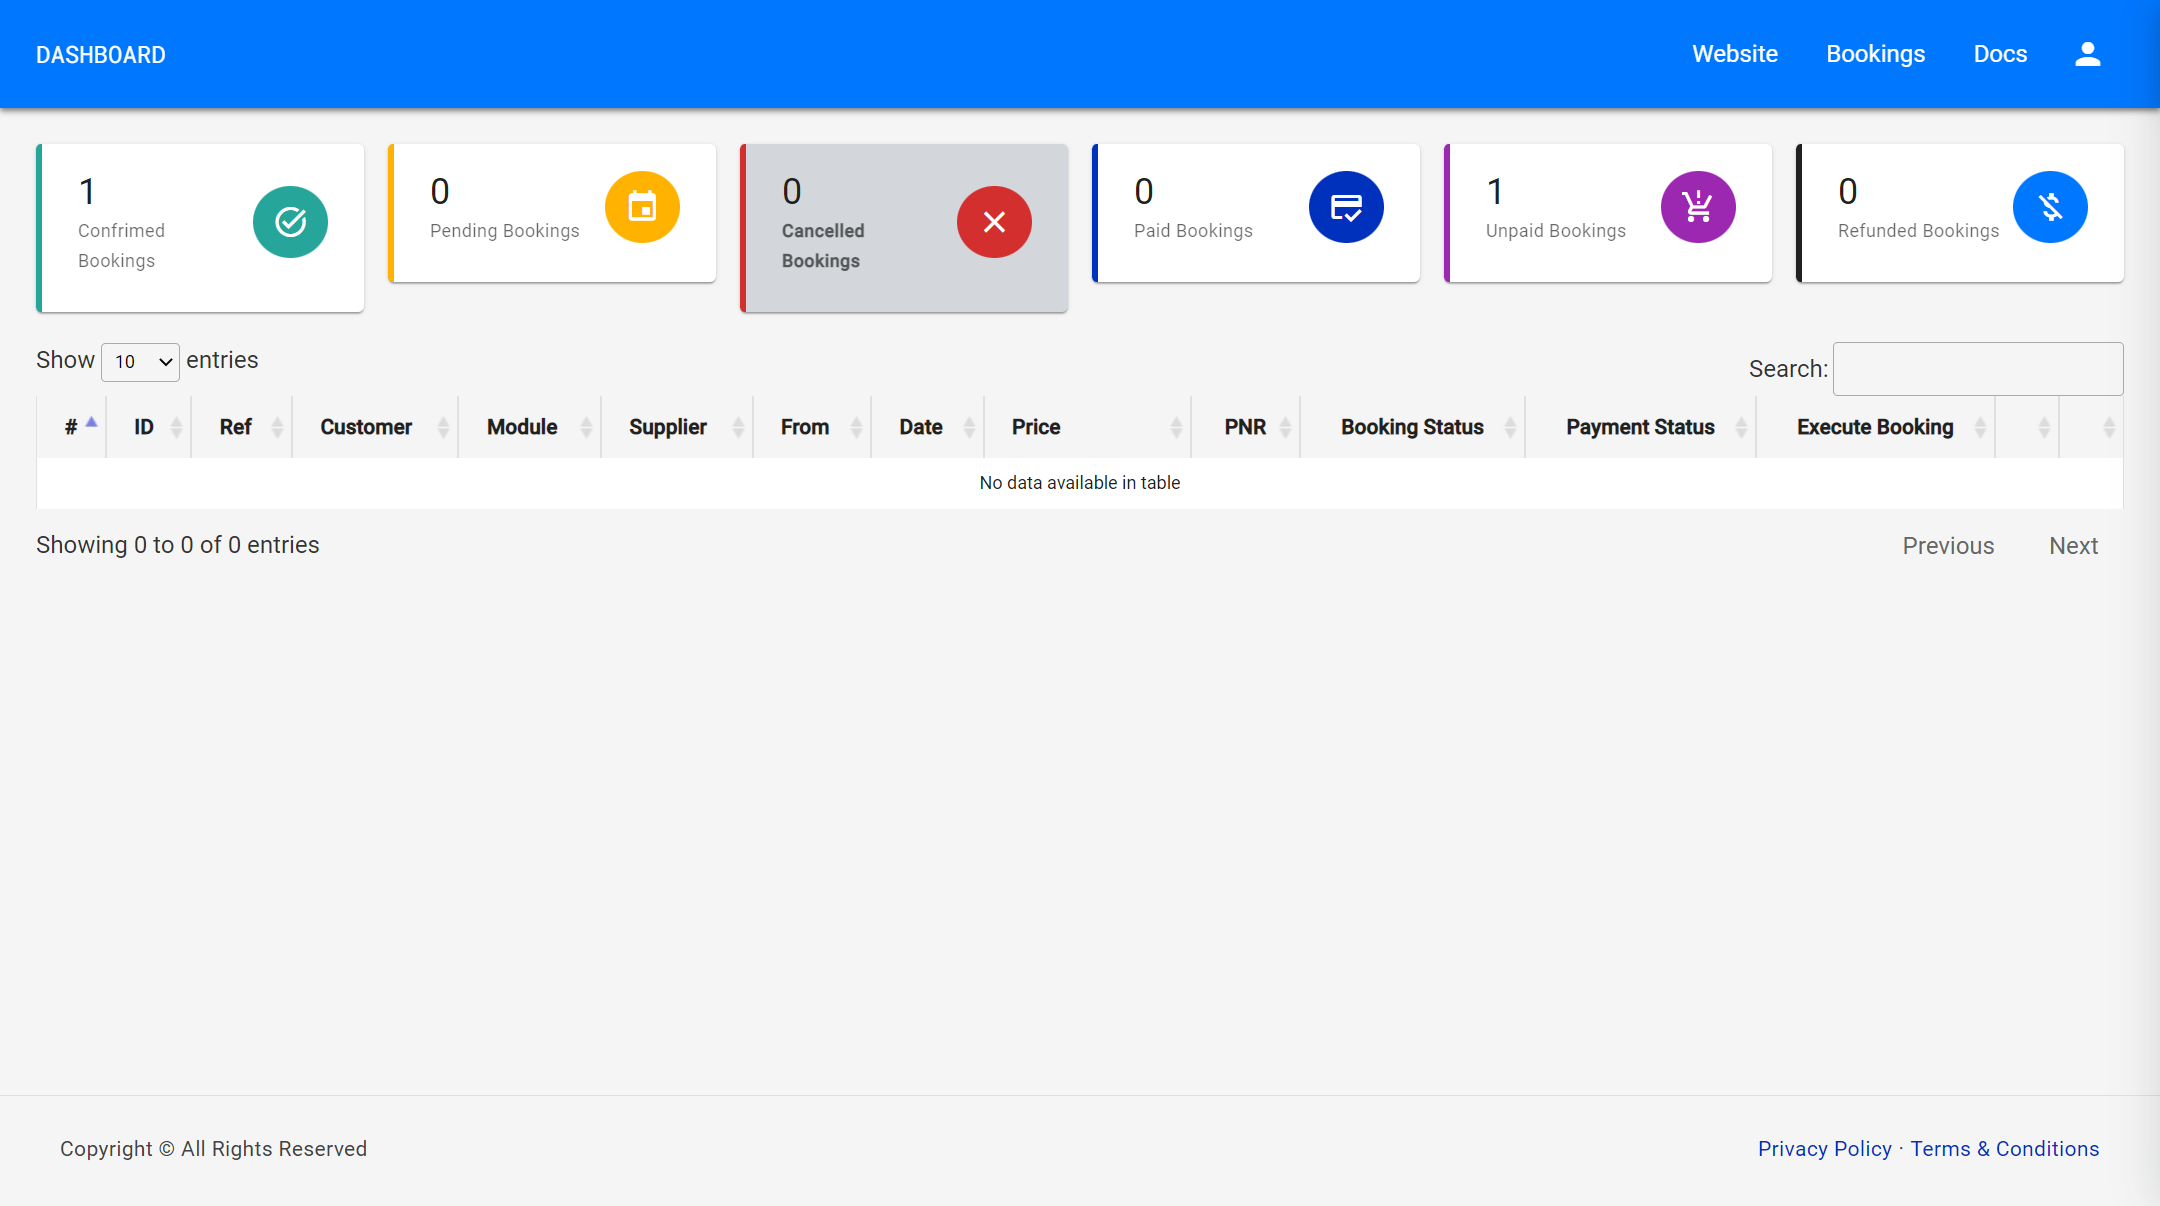 DASHBOARD Website Bookings Docs
1
Confrimed
Bookings
0
Pending Bookings
0
Cancelled
Bookings
0
Paid Bookings
1
Unpaid Bookings
0
Refunded Bookings
Show 10 entries
Search:
# ID Ref Customer Module Supplier From Date Price PNR Booking Status Payment Status Execute Booking
No data available in table
Showing 0 to 0 of 0 entries
Previous Next
Copyright © All Rights Reserved
Privacy Policy · Terms & Conditions